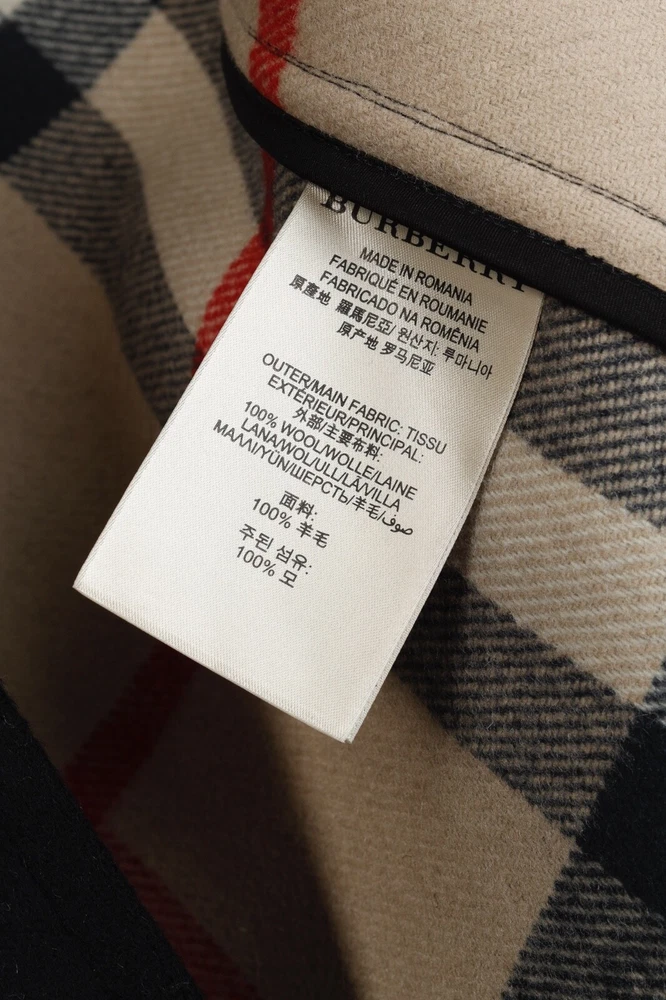 BURBERRY
MADE IN ROMANIA
FABRIQUÉ EN ROUMANIE
FABRICADO NA ROMÊNIA
原產地 羅馬尼亞/ 원산지: 루마니아
原产地 罗马尼亚
OUTER/MAIN FABRIC: TISSU
EXTÉRIEUR/PRINCIPAL:
外部/主要布料:
100% WOOL/WOLLE/LAINE
LANA/WOL/ULL/LÃ/VILLA
ΜΑΛΛΙ/YÜN/ШЕРСТЬ/羊毛/صوف
面料:
100% 羊毛
주된 섬유:
100% 모